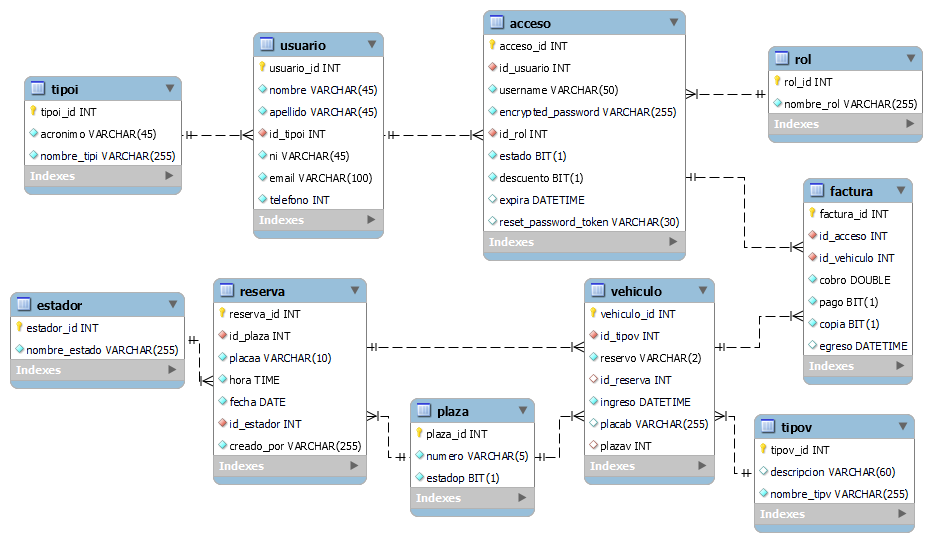 tipoi
tipoi_id INT
acronimo VARCHAR(45)
nombre_tipi VARCHAR(255)
Indexes
usuario
usuario_id INT
nombre VARCHAR(45)
apellido VARCHAR(45)
id_tipoi INT
ni VARCHAR(45)
email VARCHAR(100)
telefono INT
Indexes
acceso
acceso_id INT
id_usuario INT
username VARCHAR(50)
encrypted_password VARCHAR(255)
id_rol INT
estado BIT(1)
descuento BIT(1)
expira DATETIME
reset_password_token VARCHAR(30)
Indexes
rol
rol_id INT
nombre_rol VARCHAR(255)
Indexes
factura
factura_id INT
id_acceso INT
id_vehiculo INT
cobro DOUBLE
pago BIT(1)
copia BIT(1)
egreso DATETIME
Indexes
estador
estador_id INT
nombre_estado VARCHAR(255)
Indexes
reserva
reserva_id INT
id_plaza INT
placaa VARCHAR(10)
hora TIME
fecha DATE
id_estador INT
creado_por VARCHAR(255)
Indexes
plaza
plaza_id INT
numero VARCHAR(5)
estadop BIT(1)
Indexes
vehiculo
vehiculo_id INT
id_tipov INT
reservo VARCHAR(2)
id_reserva INT
ingreso DATETIME
placab VARCHAR(255)
plazav INT
Indexes
tipov
tipov_id INT
descripcion VARCHAR(60)
nombre_tipv VARCHAR(255)
Indexes